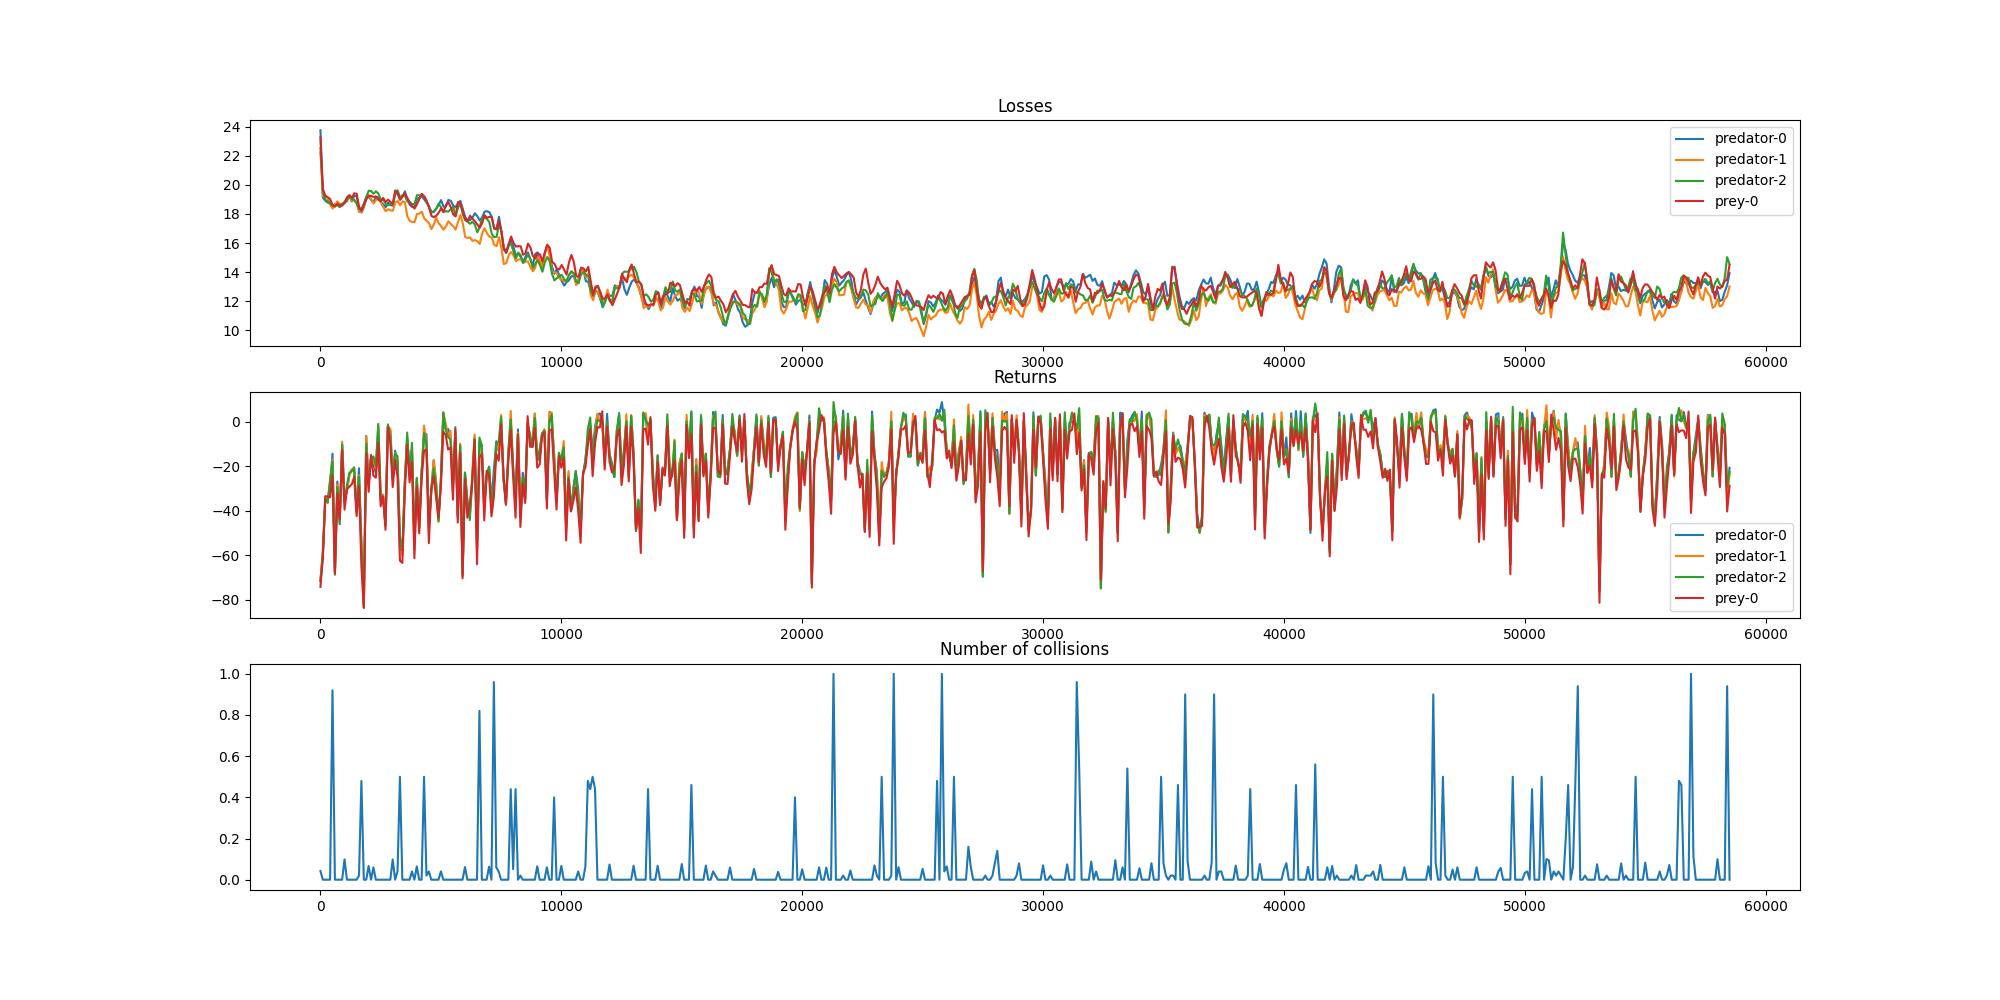 Losses
24
22
20
18
16
14
12
10
predator-0
predator-1
predator-2
prey-0
0 10000 20000 30000 40000 50000 60000
Returns
0
−20
−40
−60
−80
predator-0
predator-1
predator-2
prey-0
0 10000 20000 30000 40000 50000 60000
Number of collisions
1.0
0.8
0.6
0.4
0.2
0.0
0 10000 20000 30000 40000 50000 60000